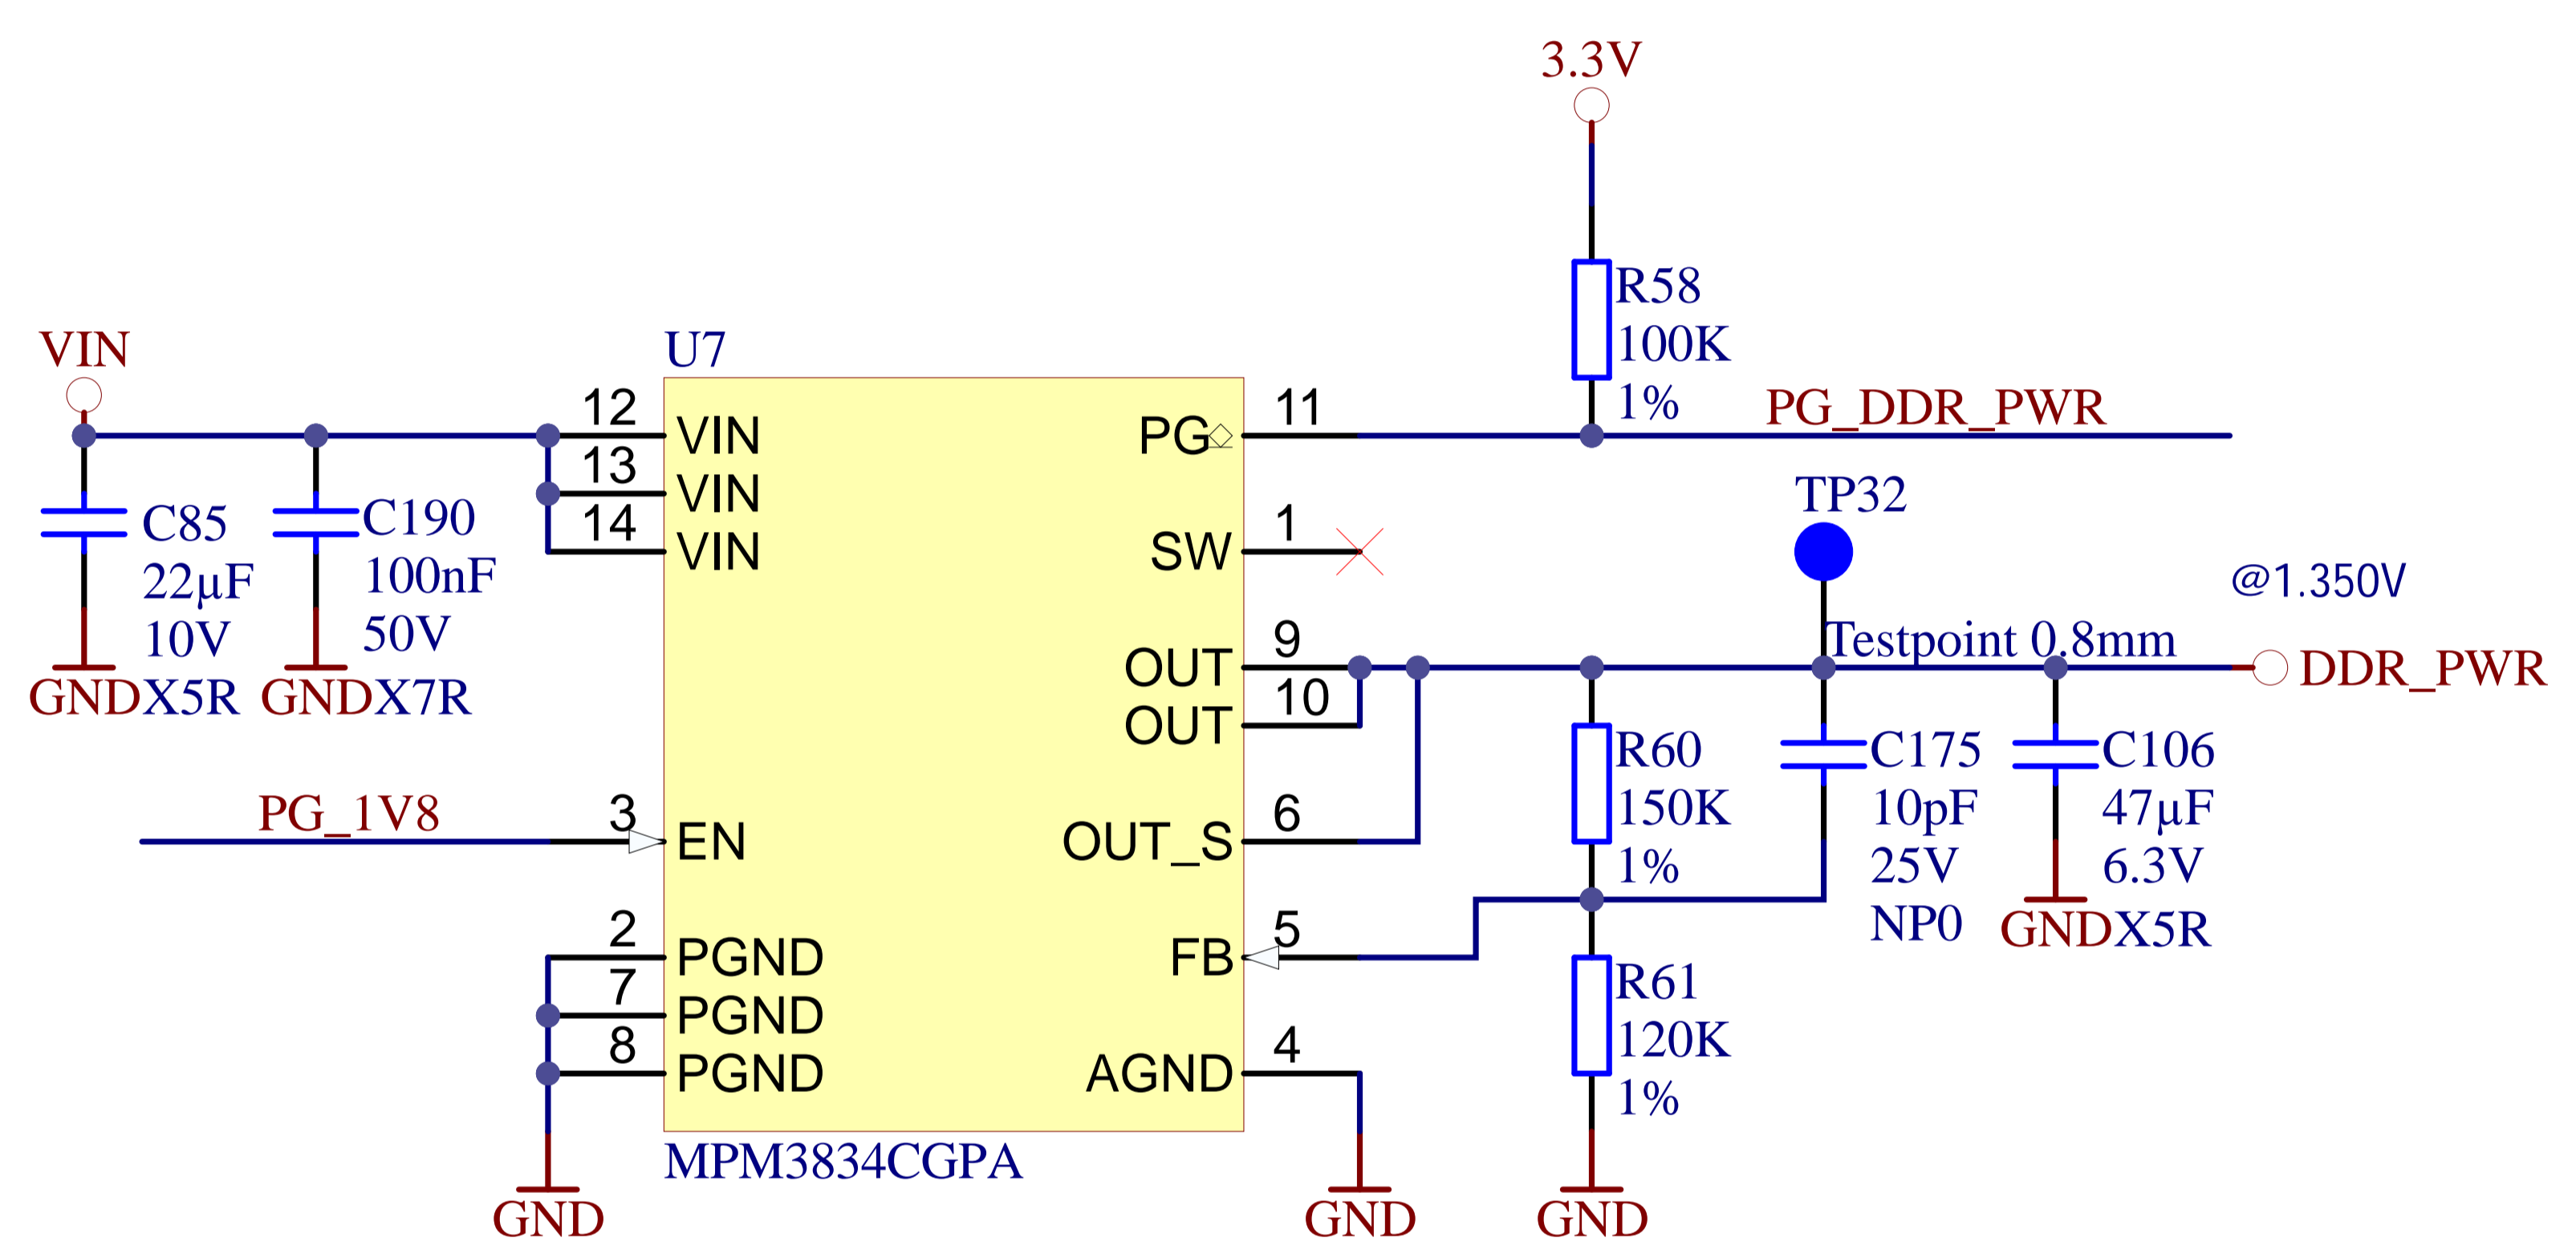 3.3V
R58
100K
1%
VIN
U7
12
VIN
13
VIN
14
VIN
PG
11
PG_DDR_PWR
C85
22µF
10V
X5R
GND
C190
100nF
50V
X7R
GND
SW
1
TP32
Testpoint 0.8mm
@1.350V
OUT
9
OUT
10
DDR_PWR
PG_1V8
3
EN
OUT_S
6
R60
150K
1%
C175
10pF
25V
NP0
C106
47µF
6.3V
X5R
GND
2
PGND
7
PGND
8
PGND
FB
5
AGND
4
R61
120K
1%
MPM3834CGPA
GND
GND
GND